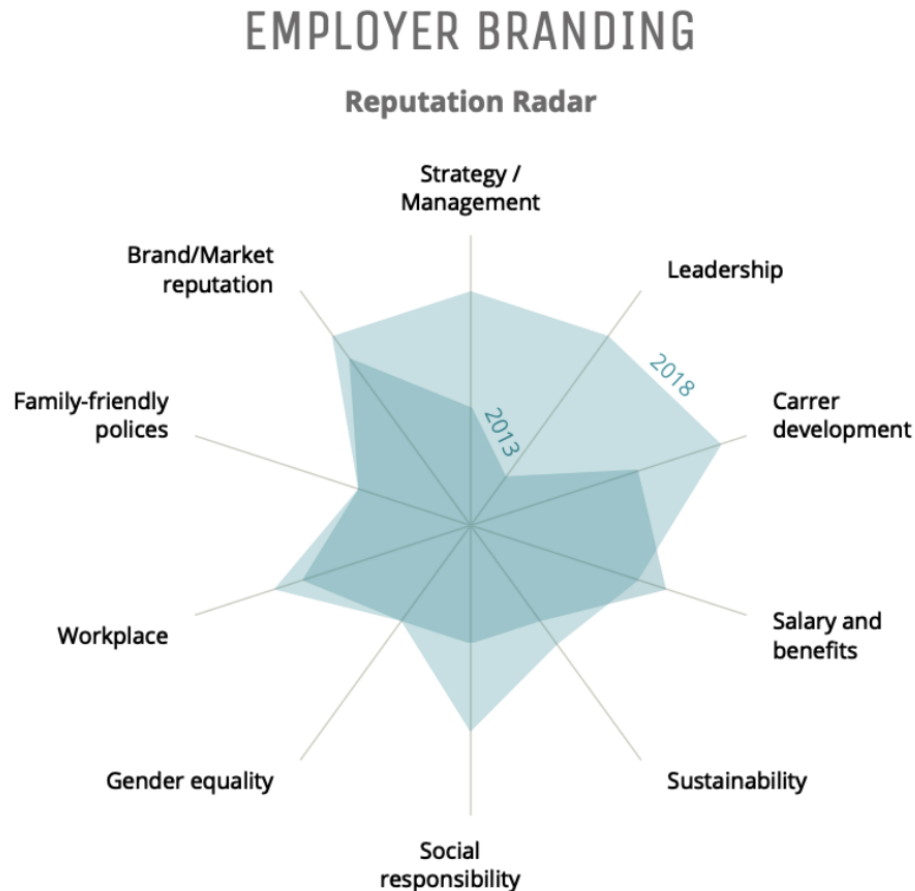 EMPLOYER BRANDING
Reputation Radar
Strategy /
Management
Brand/Market
reputation
Leadership
2018
Family-friendly
polices
2013
Carrer
development
Workplace
Salary and
benefits
Gender equality
Sustainability
Social
responsibility